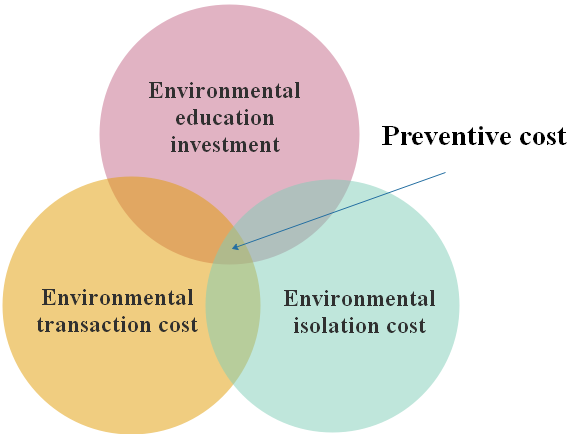 Environmental
education
investment
Preventive cost
Environmental
transaction cost
Environmental
isolation cost